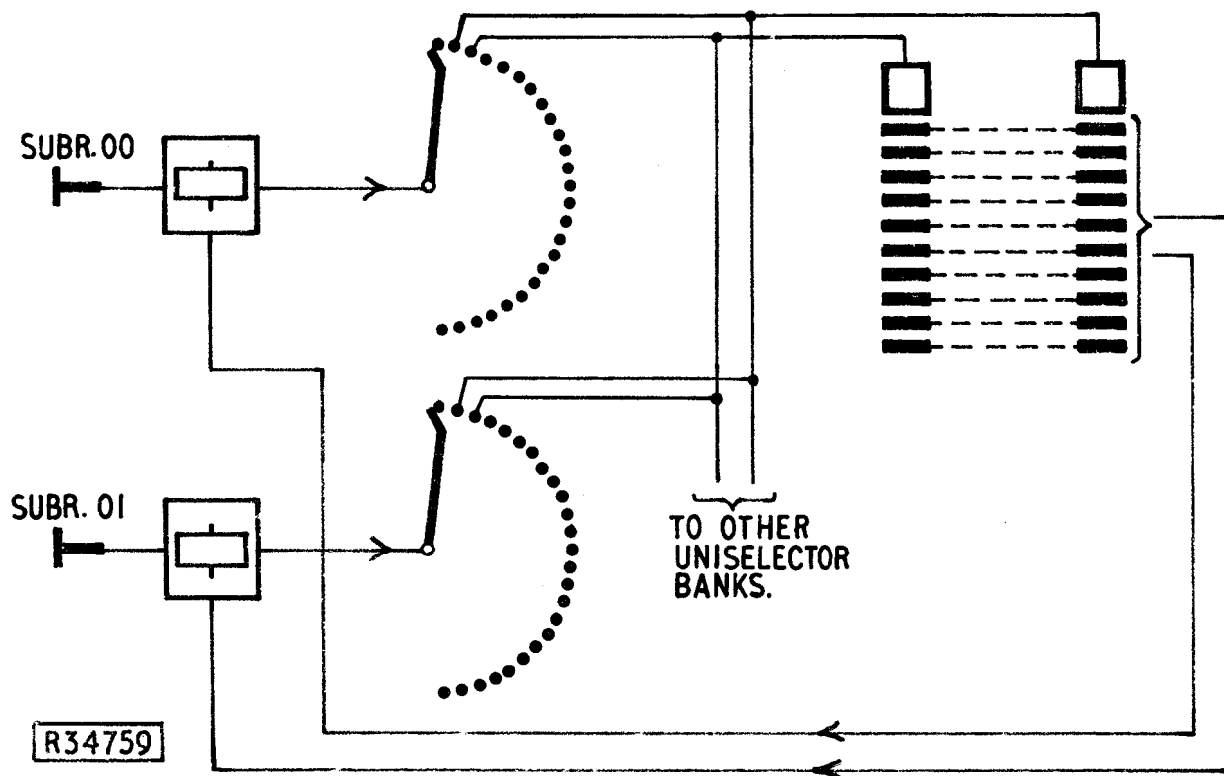 SUBR. 00
SUBR. 01
TO OTHER
UNISELECTOR
BANKS.
R34759